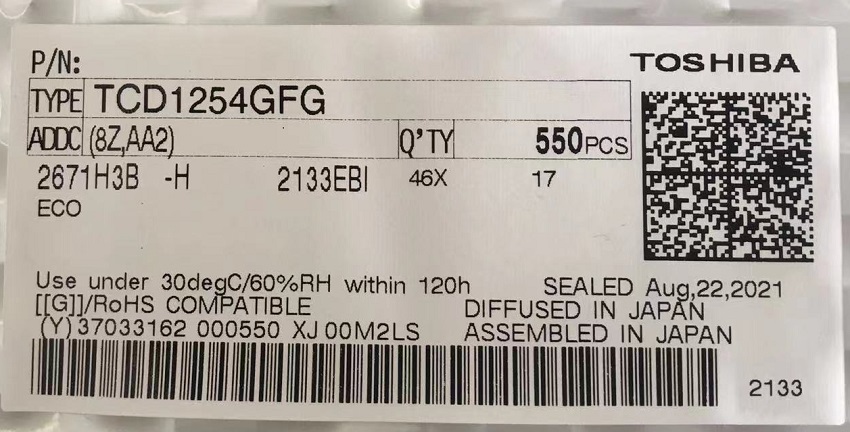 P/N:
TOSHIBA
TYPE TCD1254GFG
ADDC (8Z,AA2) Q'TY 550PCS
2671H3B -H 2133EBI 46X 17
ECO
Use under 30degC/60%RH within 120h SEALED Aug,22,2021
[[G]]/RoHS COMPATIBLE DIFFUSED IN JAPAN
(Y)37033162 000550 XJ 00M2LS ASSEMBLED IN JAPAN
2133